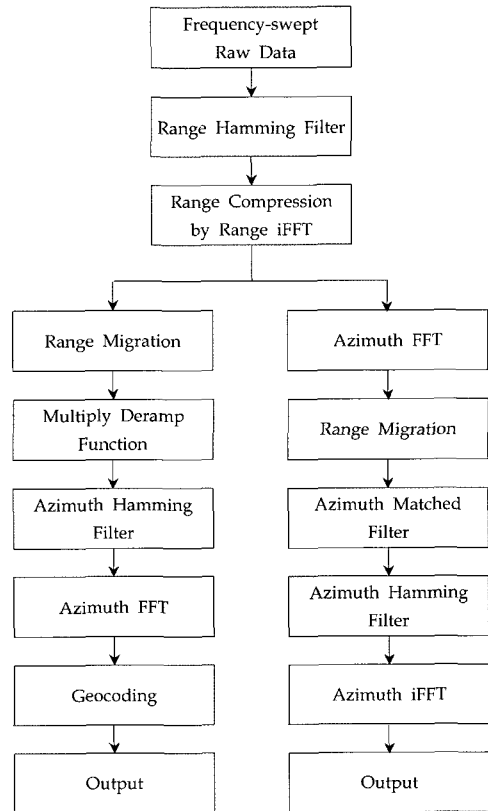 Frequency-swept
Raw Data
Range Hamming Filter
Range Compression
by Range iFFT
Range Migration
Multiply Deramp
Function
Azimuth Hamming
Filter
Azimuth FFT
Geocoding
Output
Azimuth FFT
Range Migration
Azimuth Matched
Filter
Azimuth Hamming
Filter
Azimuth iFFT
Output